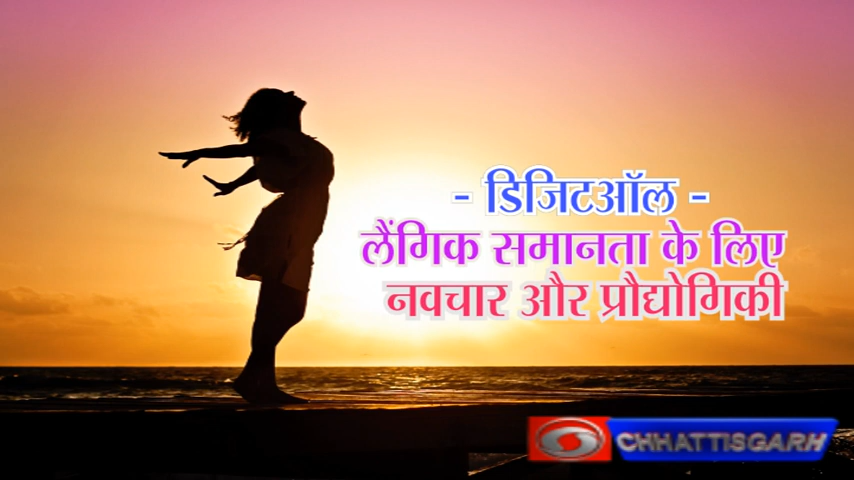 - डिजिटऑल -
लैंगिक समानता के लिए
नवचार और प्रौद्योगिकी
CHHATTISGARH